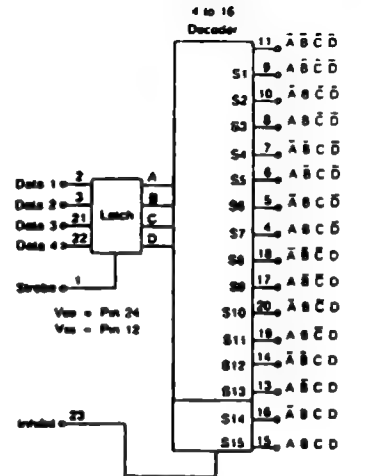 4 to 16
Decoder
11 Ā B̄ C̄ D̄
S1 9 A B̄ C̄ D̄
S2 10 Ā B C̄ D̄
S3 8 A B C̄ D̄
S4 7 Ā B̄ C D̄
S5 6 A B̄ C D̄
S6 5 Ā B C D̄
S7 4 A B C D̄
S8 18 Ā B̄ C̄ D
S9 17 A B̄ C̄ D
S10 20 Ā B C̄ D
S11 19 A B C̄ D
S12 14 Ā B̄ C D
S13 13 A B̄ C D
S14 16 Ā B C D
S15 15 A B C D
Data 1 2 A
Data 2 3 B
Data 3 21 C
Data 4 22 D
Latch
Strobe 1
= Pin 24
= Pin 12
Inhibit 23